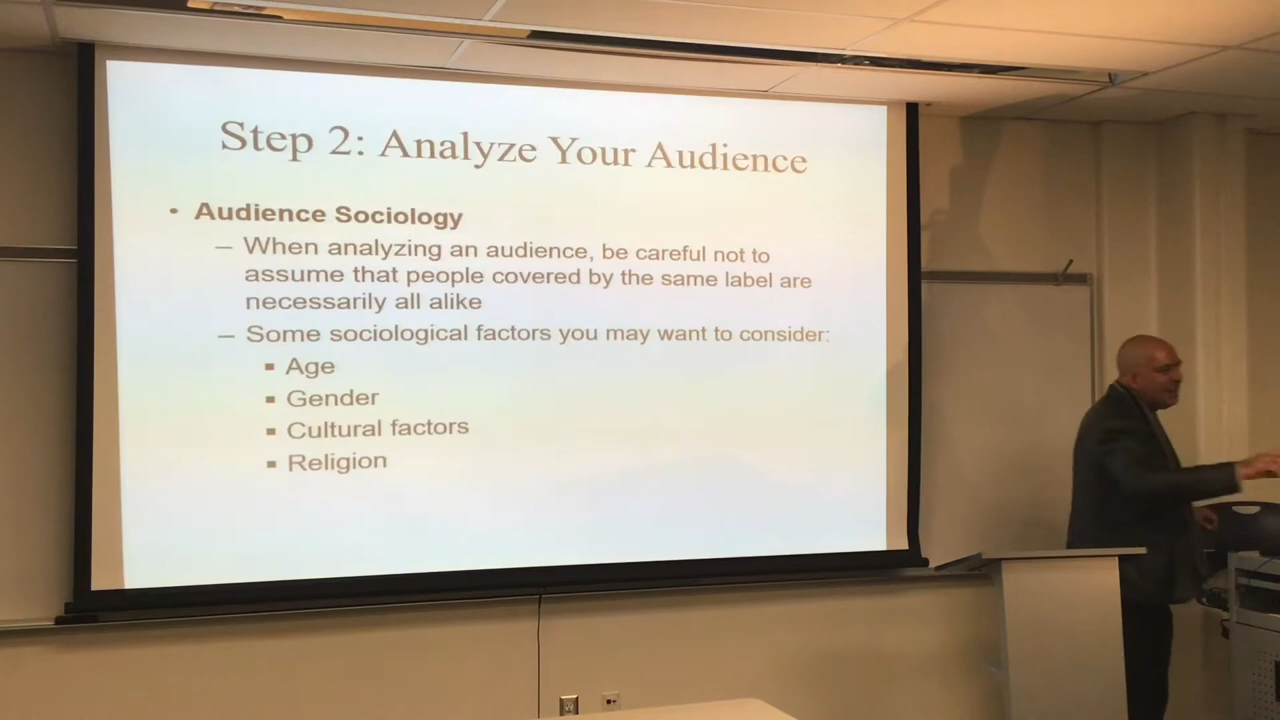 Step 2: Analyze Your Audience
• Audience Sociology
– When analyzing an audience, be careful not to
assume that people covered by the same label are
necessarily all alike
– Some sociological factors you may want to consider:
▪ Age
▪ Gender
▪ Cultural factors
▪ Religion